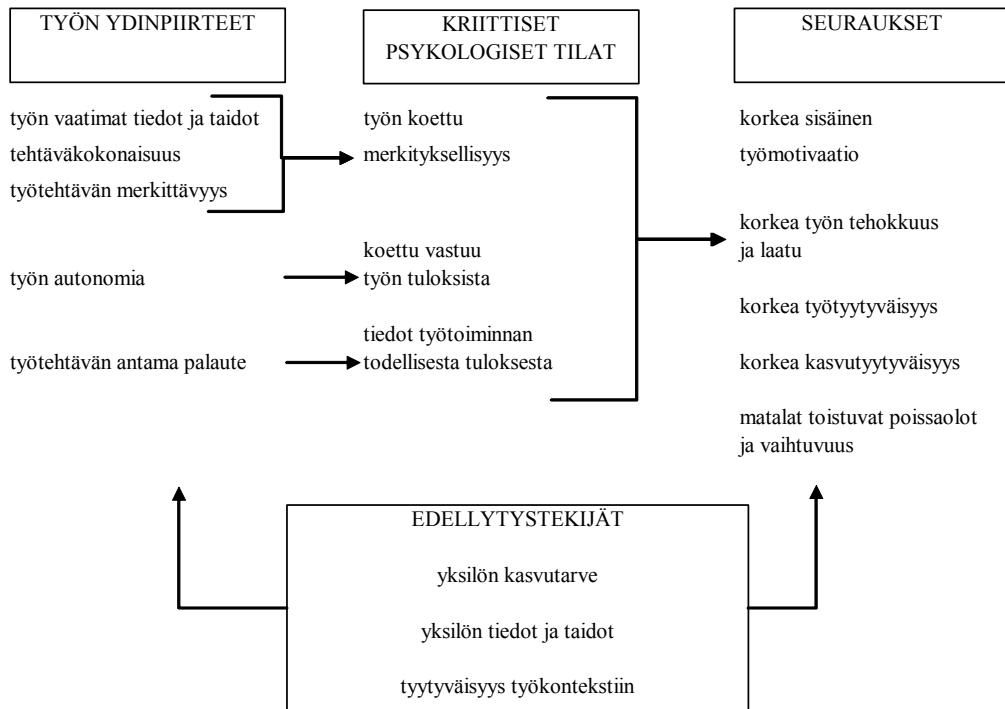 TYÖN YDINPIIRTEET
työn vaatimat tiedot ja taidot
tehtäväkokonaisuus
työtehtävän merkittävyys
työn autonomia
työtehtävän antama palaute
KRIITTISET
PSYKOLOGISET TILAT
työn koettu
merkityksellisyys
koettu vastuu
työn tuloksista
tiedot työtoiminnan
todellisesta tuloksesta
SEURAUKSET
korkea sisäinen
työmotivaatio
korkea työn tehokkuus
ja laatu
korkea työtyytyväisyys
korkea kasvutyytyväisyys
matalat toistuvat poissaolot
ja vaihtuvuus
EDELLYTYSTEKIJÄT
yksilön kasvutarve
yksilön tiedot ja taidot
tyytyväisyys työkontekstiin